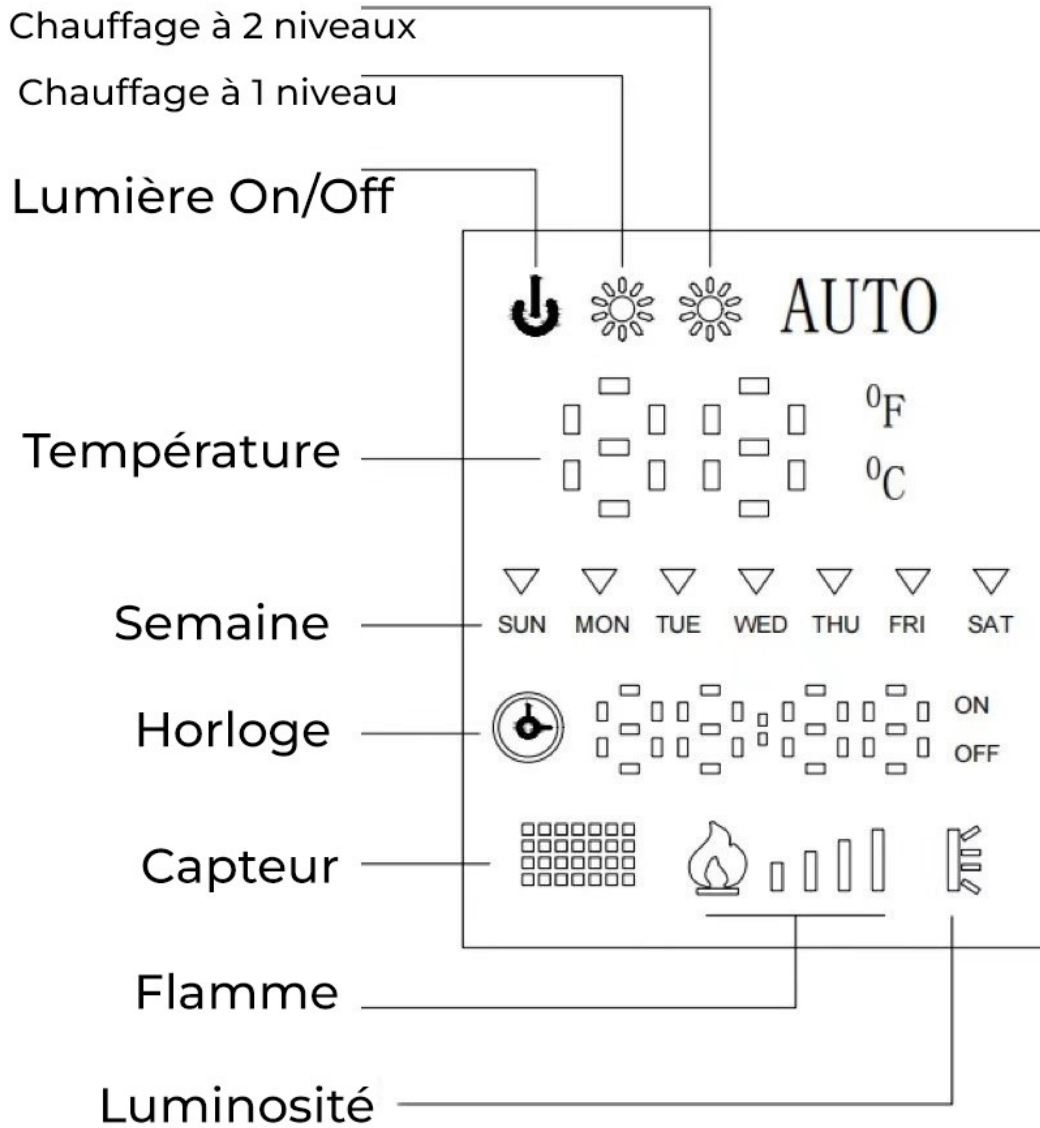 Chauffage à 2 niveaux
Chauffage à 1 niveau
Lumière On/Off
AUTO
Température
⁰F
⁰C
Semaine
SUN MON TUE WED THU FRI SAT
Horloge
ON
OFF
Capteur
Flamme
Luminosité